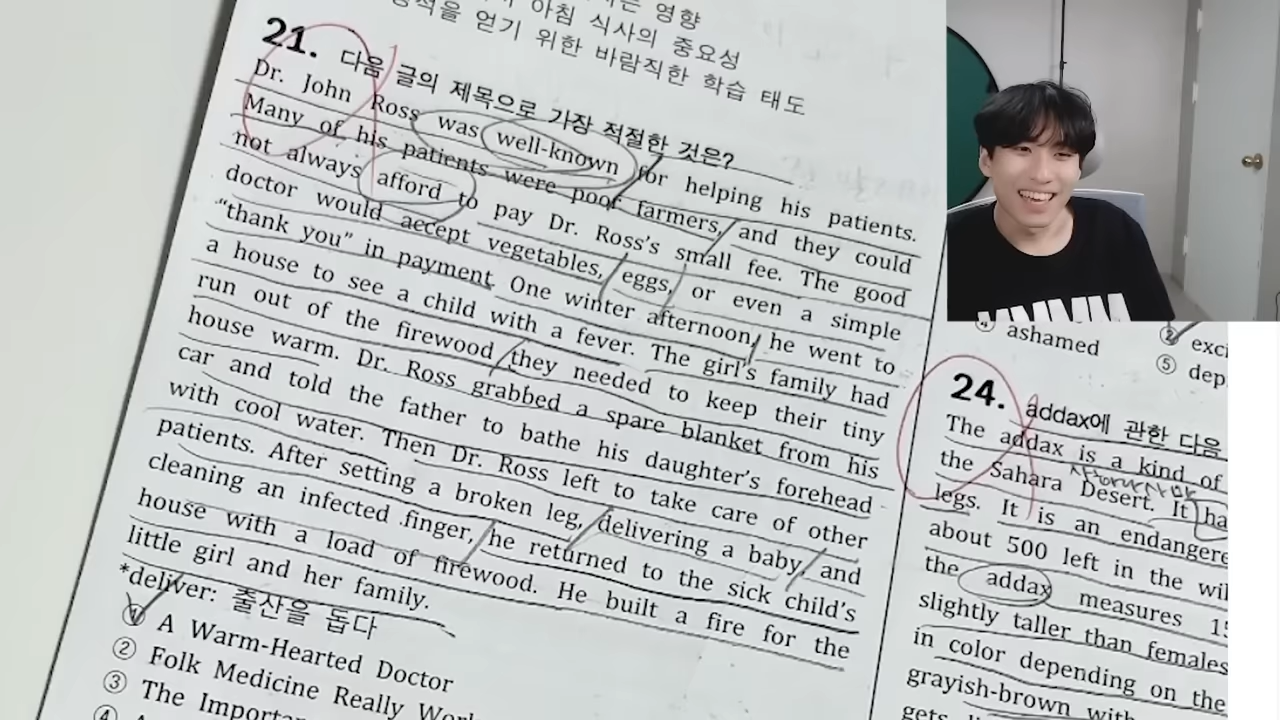 아침 식사의 중요성
얻기 위한 바람직한 학습 태도
21. 다음 글의 제목으로 가장 적절한 것은?
Dr. John Ross was well-known for helping his patients.
Many of his patients were poor farmers, and they could
not always afford to pay Dr. Ross's small fee. The good
doctor would accept vegetables, eggs, or even a simple
“thank you” in payment. One winter afternoon, he went to
a house to see a child with a fever. The girl's family had
run out of the firewood they needed to keep their tiny
house warm. Dr. Ross grabbed a spare blanket from his
car and told the father to bathe his daughter's forehead
with cool water. Then Dr. Ross left to take care of other
patients. After setting a broken leg, delivering a baby, and
cleaning an infected finger, he returned to the sick child's
house with a load of firewood. He built a fire for the
little girl and her family.
*deliver: 출산을 돕다
① A Warm-Hearted Doctor
② Folk Medicine Really
③ The
④ ashamed
⑤
24. addax에 관한 다음
The addax is a kind of
the Sahara Desert. It
legs. It is an
about 500 left in the
the addax measures
slightly taller than females
in color depending on the
grayish-brown with